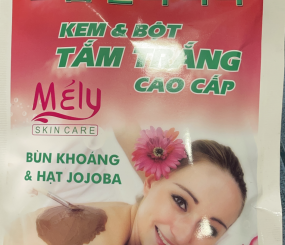 KEM & BỘT
TẮM TRẮNG
CAO CẤP
Mély
SKIN CARE
BÙN KHOÁNG
& HẠT JOJOBA